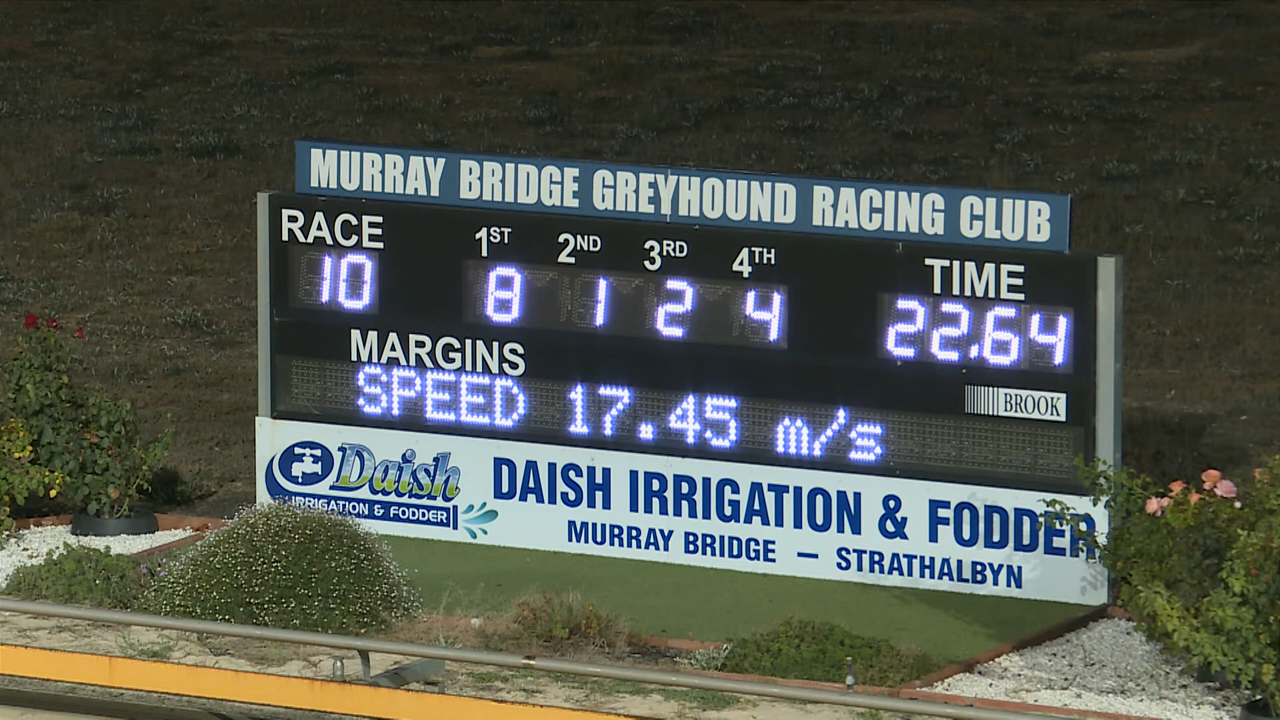 MURRAY BRIDGE GREYHOUND RACING CLUB
RACE 1ST 2ND 3RD 4TH TIME
10 8 1 2 4 22.64
MARGINS
SPEED 17.45 m/s
BROOK
Daish
IRRIGATION & FODDER
DAISH IRRIGATION & FODDER
MURRAY BRIDGE – STRATHALBYN